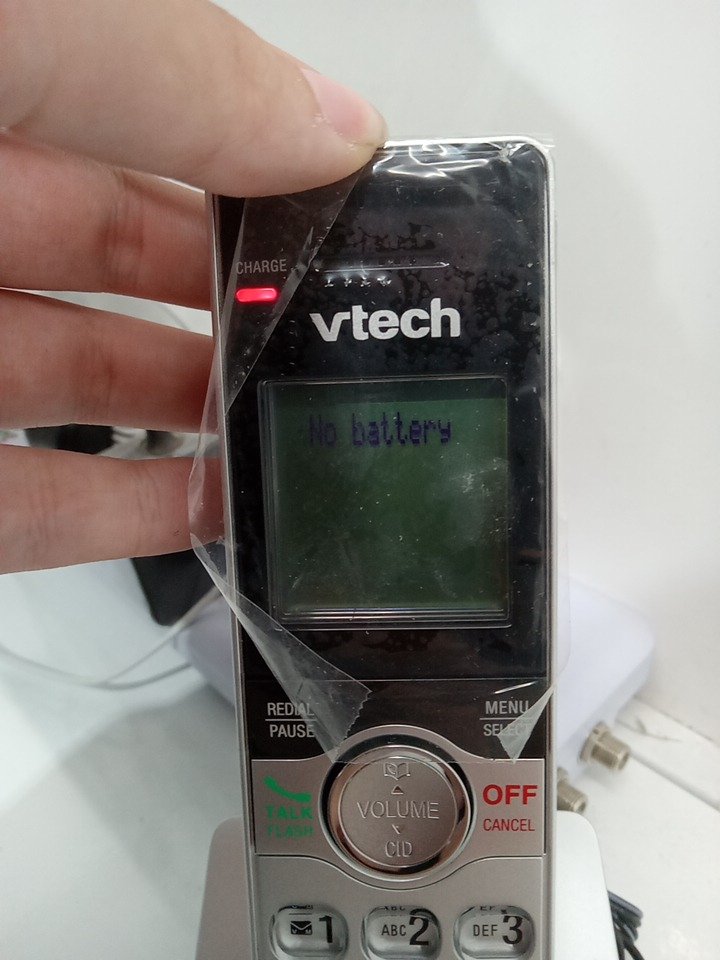 CHARGE
vtech
No battery
REDIAL
PAUSE
MENU
SELECT
TALK
FLASH
VOLUME
CID
OFF
CANCEL
1
ABC 2
DEF 3